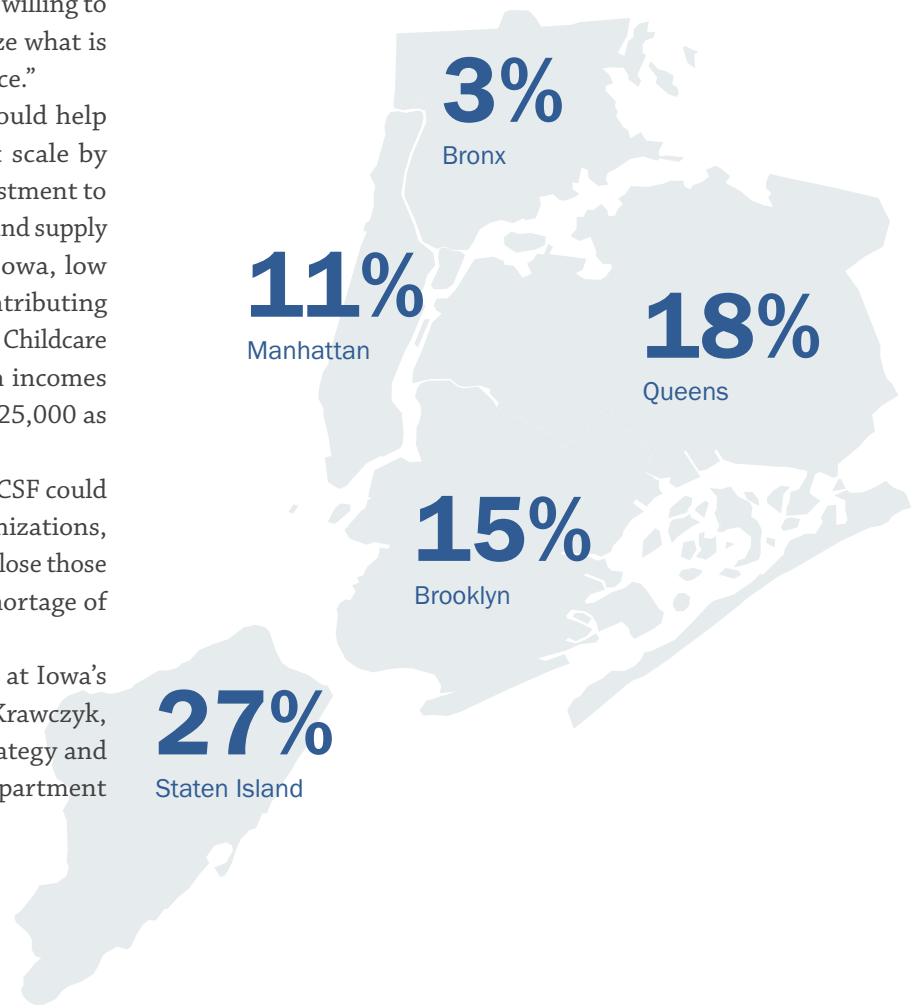 willing to
ze what is
ce.”
ould help
t scale by
stment to
nd supply
owa, low
ntributing
Childcare
n incomes
25,000 as
CSF could
nizations,
lose those
hortage of
at Iowa’s
Krawczyk,
ategy and
partment
3%
Bronx
11%
Manhattan
18%
Queens
15%
Brooklyn
27%
Staten Island